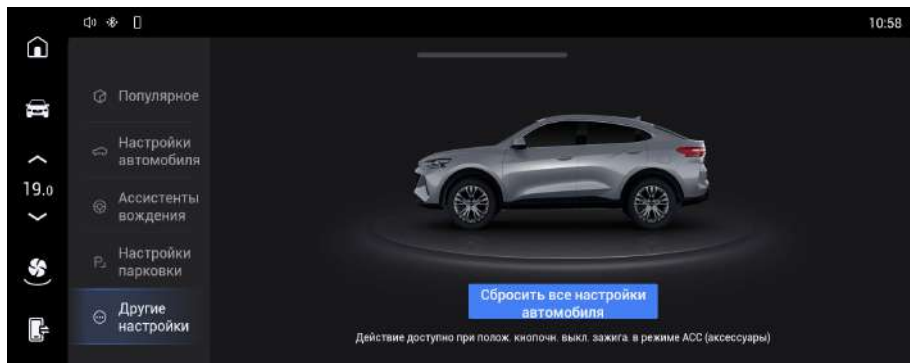 10:58
19.0
Популярное
Настройки
автомобиля
Ассистенты
вождения
Настройки
парковки
Другие
настройки
Сбросить все настройки
автомобиля
Действие доступно при полож. кнопочн. выкл. зажига. в режиме ACC (аксессуары)